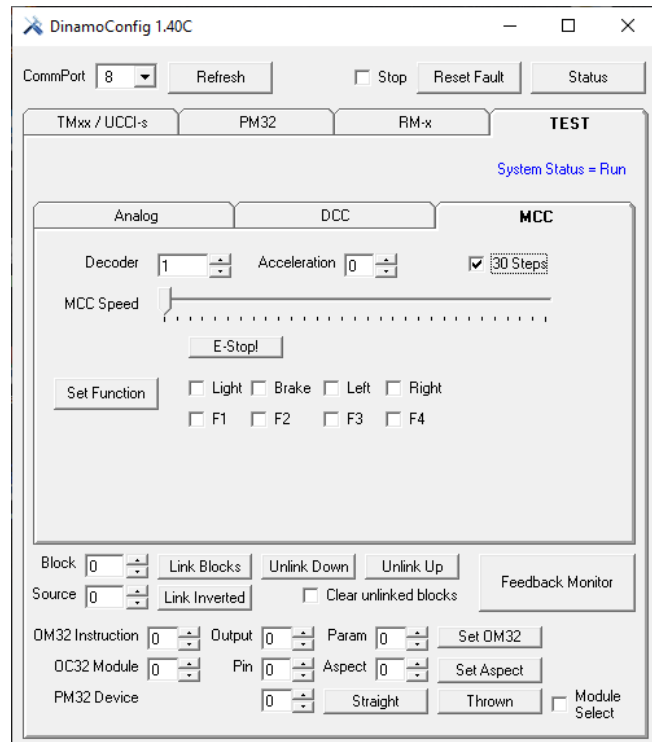 DinamoConfig 1.40C
CommPort 8 Refresh Stop Reset Fault Status
TMxx / UCCI-s PM32 RM-x TEST
System Status = Run
Analog DCC MCC
Decoder 1 Acceleration 0 30 Steps
MCC Speed
E-Stop!
Set Function Light Brake Left Right
F1 F2 F3 F4
Block 0 Link Blocks Unlink Down Unlink Up Feedback Monitor
Source 0 Link Inverted Clear unlinked blocks
OM32 Instruction 0 Output 0 Param 0 Set OM32
OC32 Module 0 Pin 0 Aspect 0 Set Aspect
PM32 Device 0 Straight Thrown Module
Select